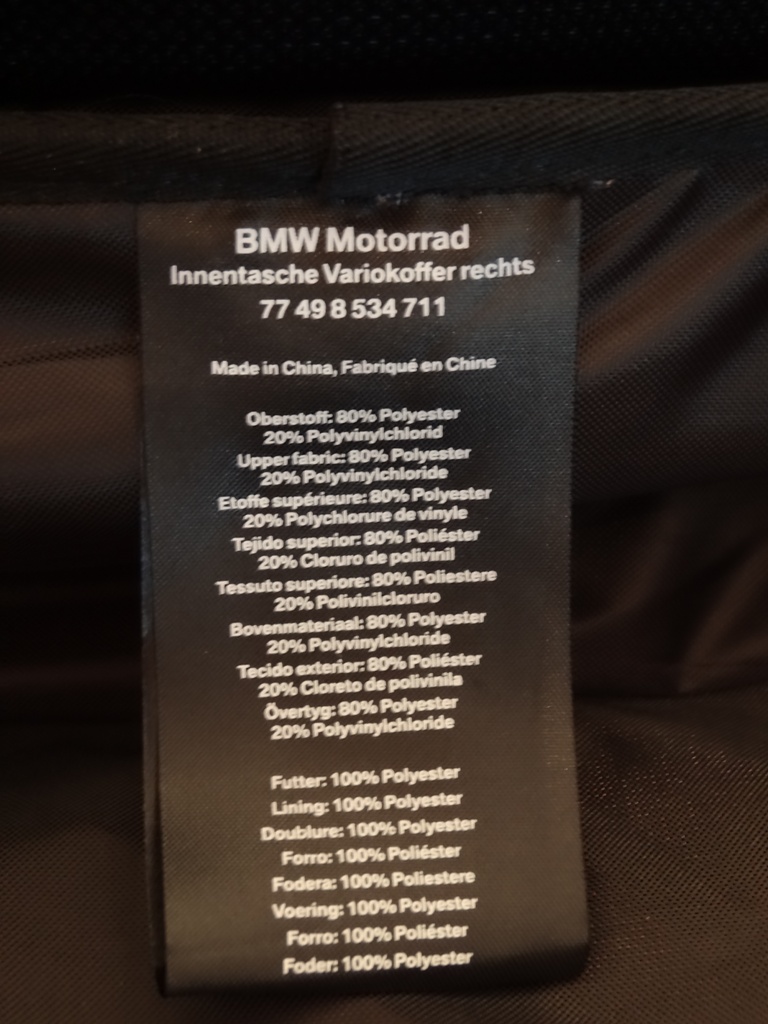 BMW Motorrad
Innentasche Variokoffer rechts
77 49 8 534 711
Made in China, Fabriqué en Chine
Oberstoff: 80% Polyester
20% Polyvinylchlorid
Upper fabric: 80% Polyester
20% Polyvinylchloride
Etoffe supérieure: 80% Polyester
20% Polychlorure de vinyle
Tejido superior: 80% Poliéster
20% Cloruro de polivinil
Tessuto superiore: 80% Poliestere
20% Polivinilcloruro
Bovenmateriaal: 80% Polyester
20% Polyvinylchloride
Tecido exterior: 80% Poliéster
20% Cloreto de polivinila
Övertyg: 80% Polyester
20% Polyvinylchloride
Futter: 100% Polyester
Lining: 100% Polyester
Doublure: 100% Polyester
Forro: 100% Poliéster
Fodera: 100% Poliestere
Voering: 100% Polyester
Forro: 100% Poliéster
Foder: 100% Polyester